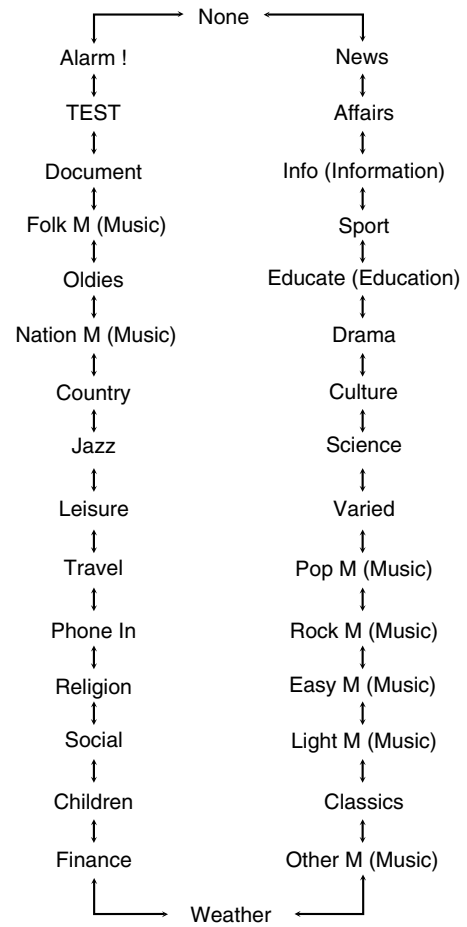 None
Alarm !
News
TEST
Affairs
Document
Info (Information)
Folk M (Music)
Sport
Oldies
Educate (Education)
Nation M (Music)
Drama
Country
Culture
Jazz
Science
Leisure
Varied
Travel
Pop M (Music)
Phone In
Rock M (Music)
Religion
Easy M (Music)
Social
Light M (Music)
Children
Classics
Finance
Other M (Music)
Weather